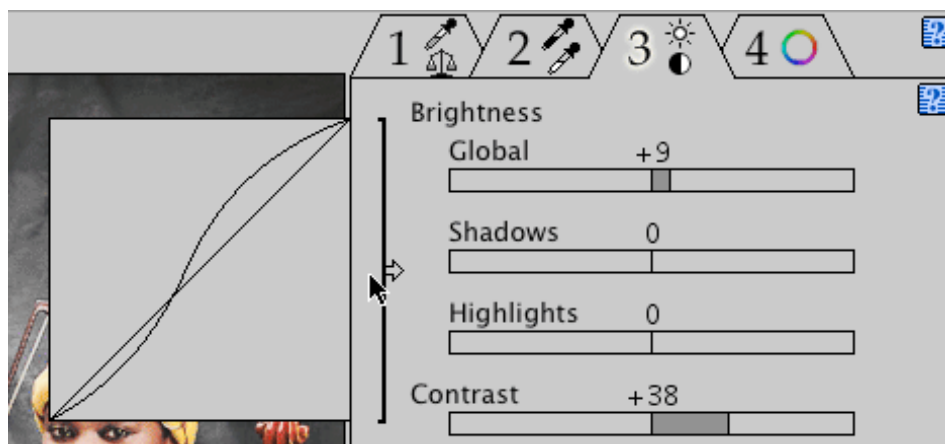 1 2 3 4
Brightness
Global +9
Shadows 0
Highlights 0
Contrast +38